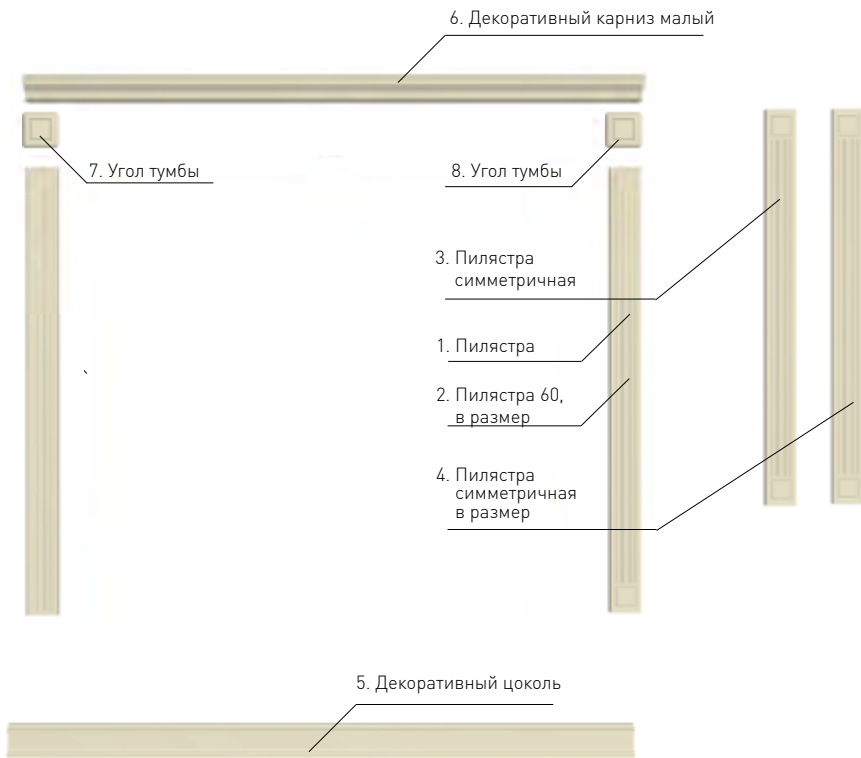 6. Декоративный карниз малый
7. Угол тумбы
8. Угол тумбы
3. Пилястра
симметричная
1. Пилястра
2. Пилястра 60,
в размер
4. Пилястра
симметричная
в размер
5. Декоративный цоколь